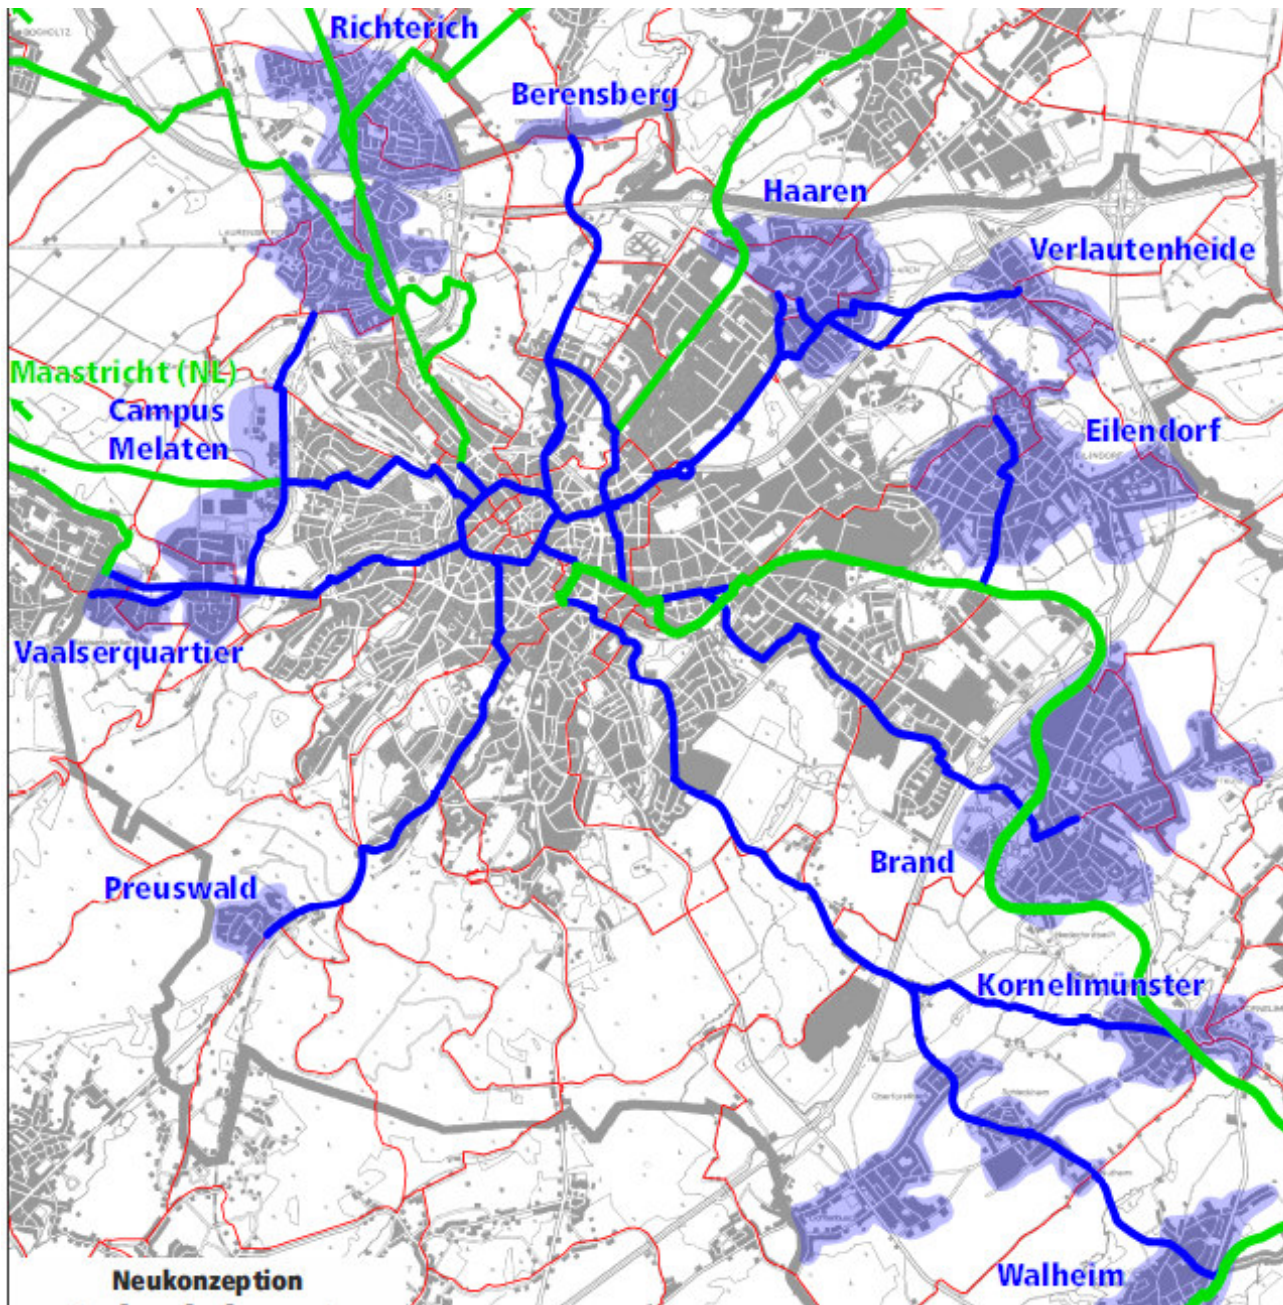 Richterich
Berensberg
Haaren
Verlautenheide
Maastricht (NL)
Campus
Melaten
Eilendorf
Vaalserquartier
Brand
Preuswald
Kornelimünster
Walheim
Neukonzeption